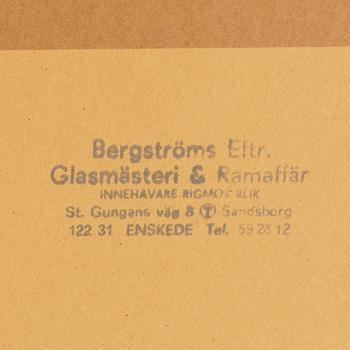 Bergströms Eftr.
Glasmästeri & Ramaffär
INNEHAVARE RIGMOR BLIK
St. Gungans väg 8 Ⓣ Sandsborg
122 31 ENSKEDE Tel. 59 28 12